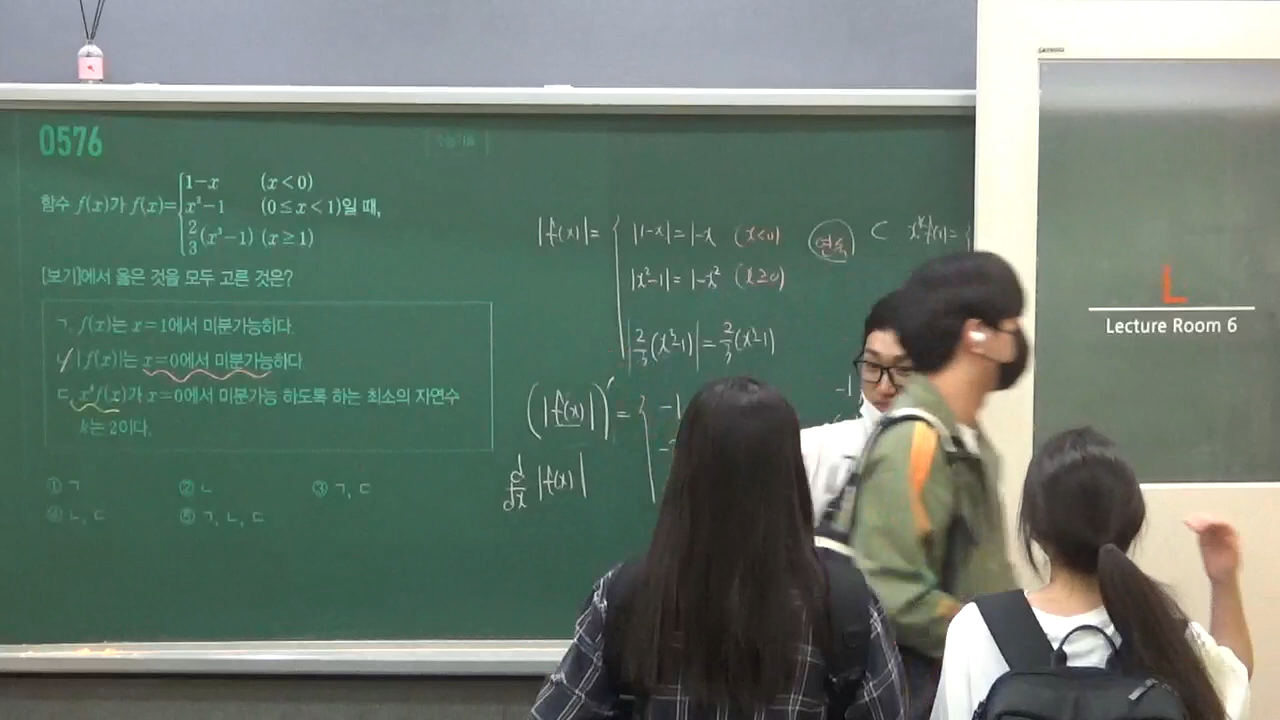 0576
함수 f(x)가 f(x)={1-x (x<0)
x²-1 (0≤x<1)일 때,
2/3(x³-1) (x≥1)
[보기]에서 옳은 것을 모두 고른 것은?
ㄱ. f(x)는 x=1에서 미분가능하다.
ㄴ. |f(x)|는 x=0에서 미분가능하다
ㄷ. xᵏf(x)가 x=0에서 미분가능 하도록 하는 최소의 자연수
k는 2이다.
① ㄱ ② ㄴ ③ ㄱ, ㄷ
④ ㄴ, ㄷ ⑤ ㄱ, ㄴ, ㄷ
|f(x)|= { |1-x|=1-x (x<0)
|x²-1|=1-x² (x≥0)
|2/3(x³-1)|=2/3(x³-1)
연속
ㄷ xᵏf(x)= {
(|f(x)|)′= { -1
d/dx |f(x)|
-1
L
Lecture Room 6